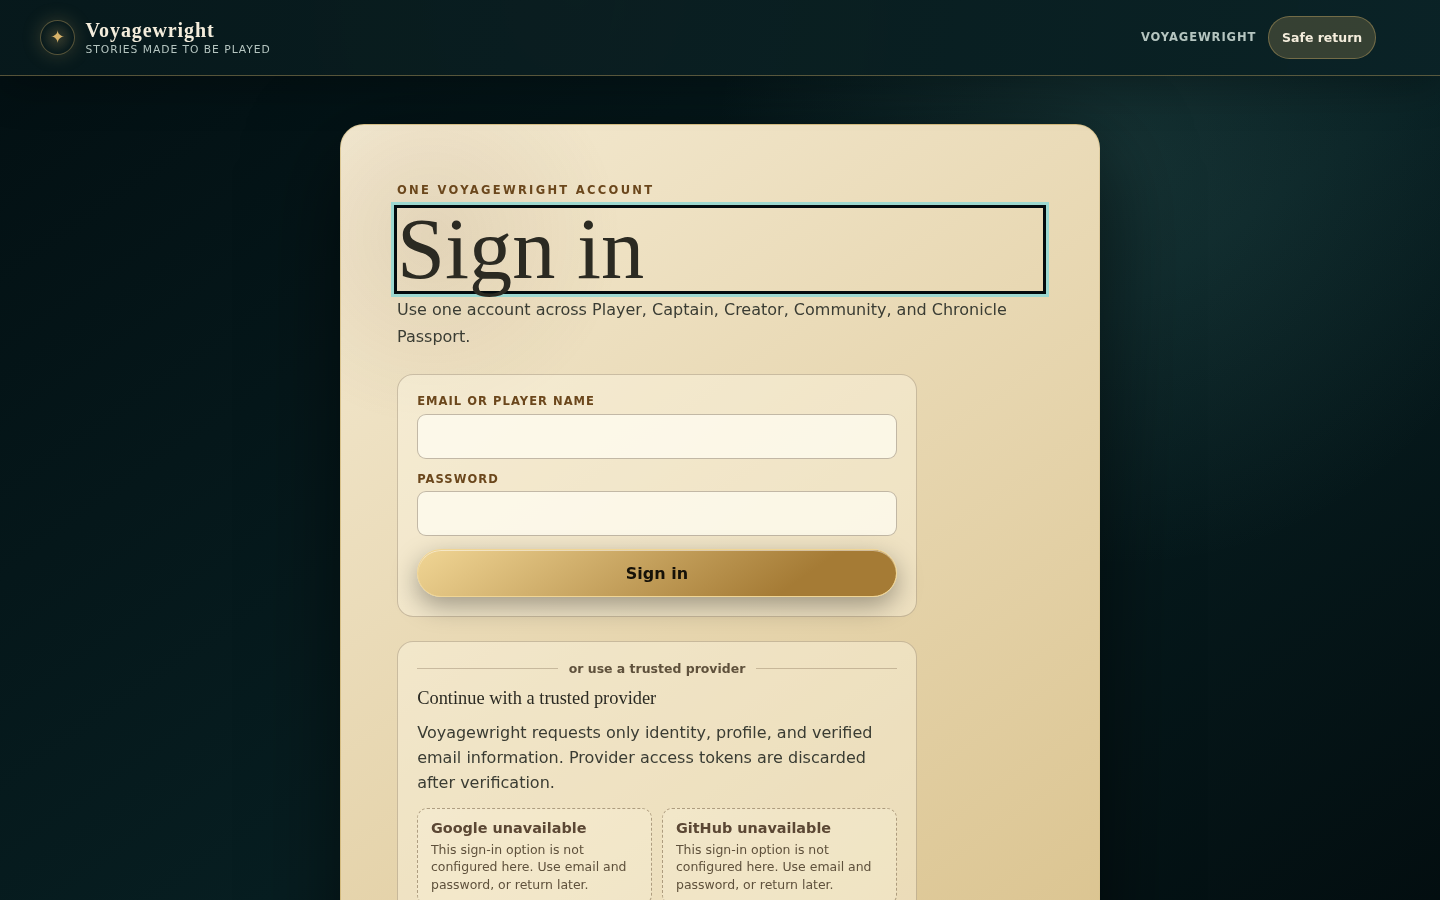 Voyagewright
STORIES MADE TO BE PLAYED
VOYAGEWRIGHT
Safe return
ONE VOYAGEWRIGHT ACCOUNT
Sign in
Use one account across Player, Captain, Creator, Community, and Chronicle
Passport.
EMAIL OR PLAYER NAME
PASSWORD
Sign in
or use a trusted provider
Continue with a trusted provider
Voyagewright requests only identity, profile, and verified
email information. Provider access tokens are discarded
after verification.
Google unavailable
This sign-in option is not
configured here. Use email and
password, or return later.
GitHub unavailable
This sign-in option is not
configured here. Use email and
password, or return later.